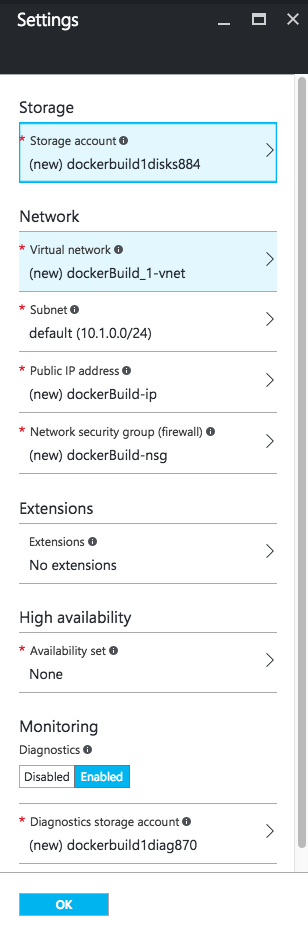 Settings
Storage
* Storage account
(new) dockerbuild1disks884
Network
* Virtual network
(new) dockerBuild_1-vnet
* Subnet
default (10.1.0.0/24)
* Public IP address
(new) dockerBuild-ip
* Network security group (firewall)
(new) dockerBuild-nsg
Extensions
Extensions
No extensions
High availability
* Availability set
None
Monitoring
Diagnostics
Disabled Enabled
* Diagnostics storage account
(new) dockerbuild1diag870
OK